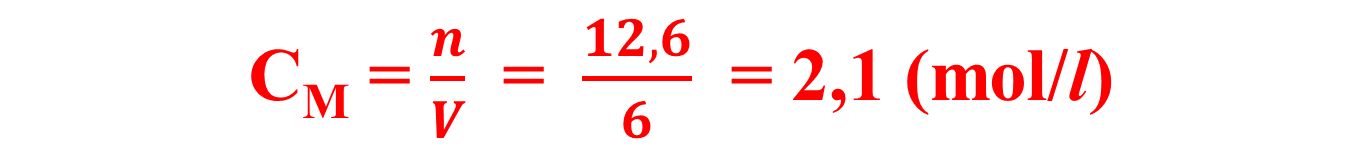 C_M = n/V = 12,6/6 = 2,1 (mol/l)